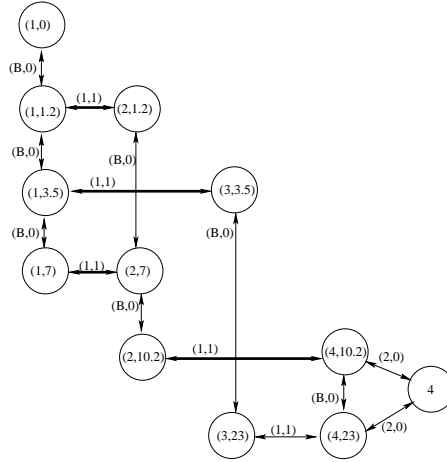 (1,0)
(B,0)
(1,1.2) (1,1) (2,1.2)
(B,0) (B,0)
(1,3.5) (1,1) (3,3.5)
(B,0) (B,0)
(1,7) (1,1) (2,7)
(B,0)
(2,10.2) (1,1) (4,10.2) (2,0)
(B,0) 4
(3,23) (1,1) (4,23) (2,0)